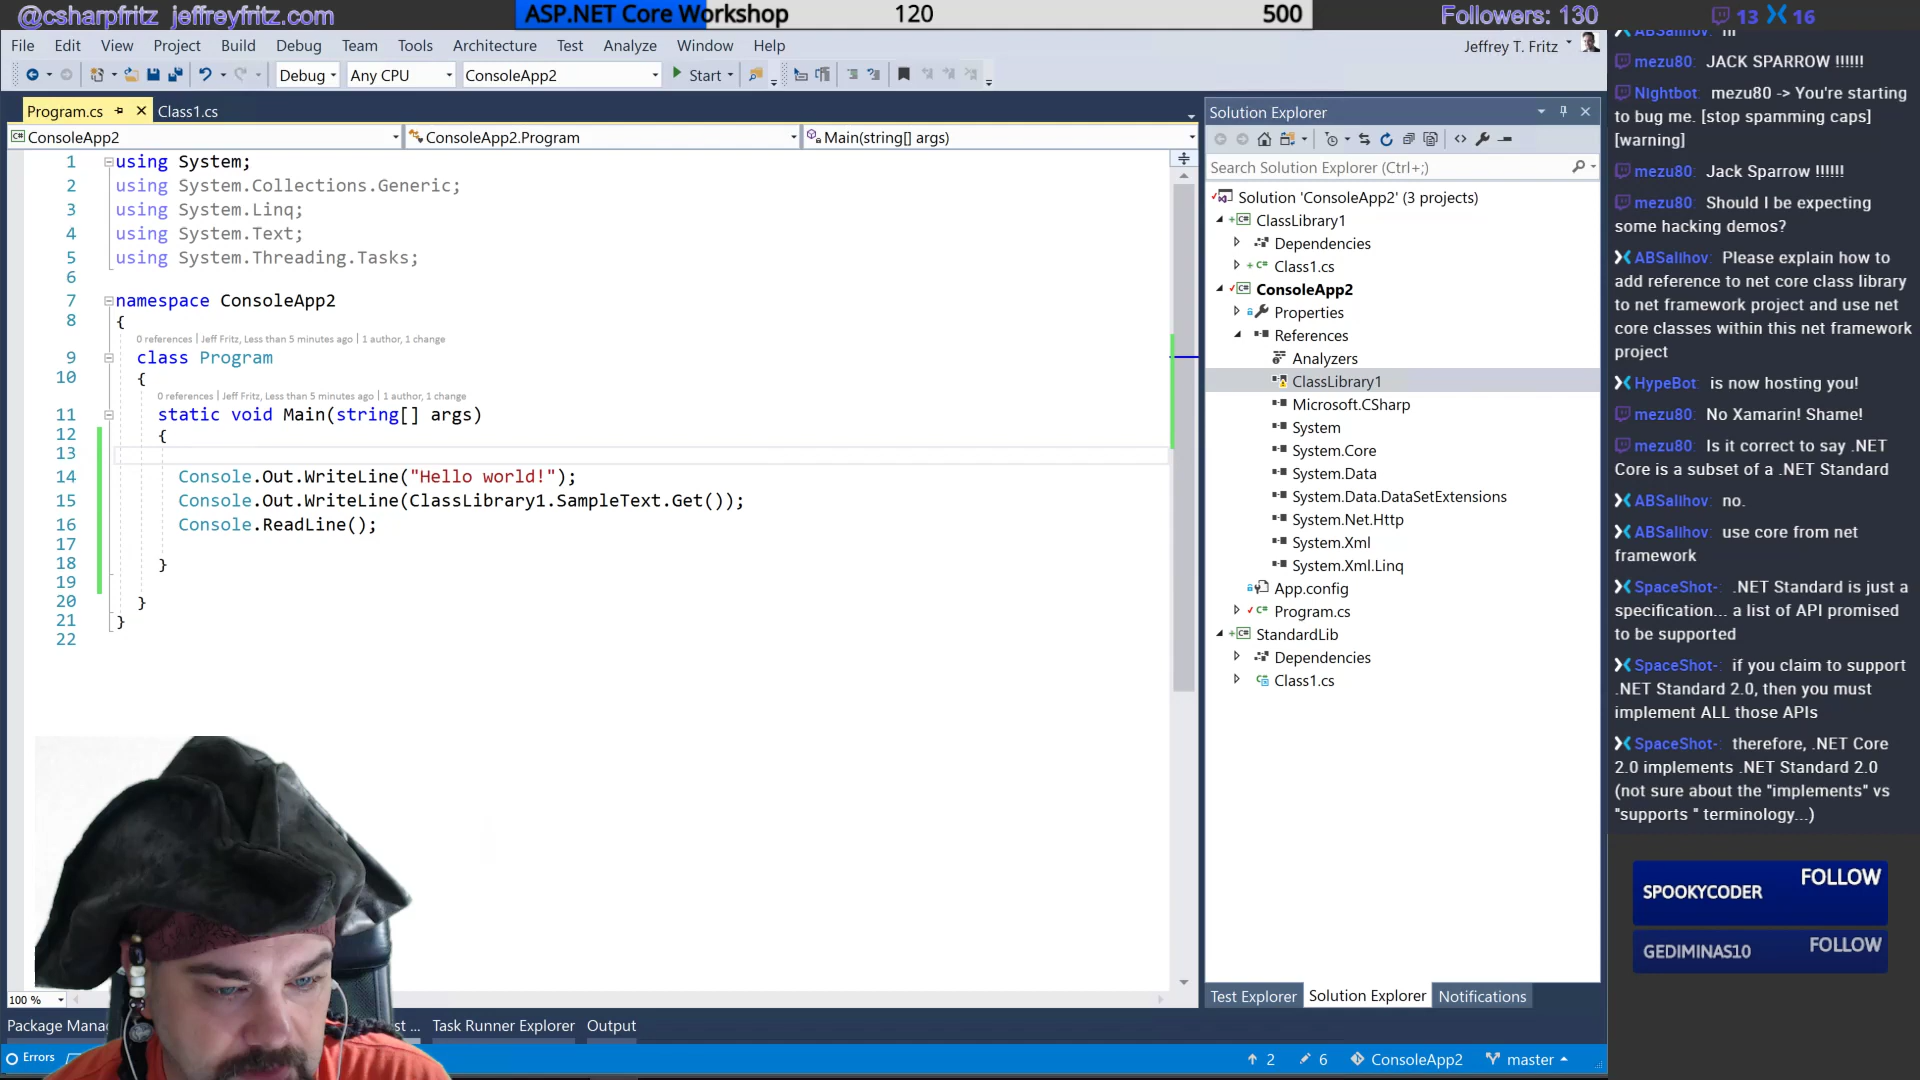 @csharpfritz jeffreyfritz.com
ASP.NET Core Workshop 120 500
Followers: 130
13 16
File Edit View Project Build Debug Team Tools Architecture Test Analyze Window Help
Jeffrey T. Fritz
Debug Any CPU ConsoleApp2 Start
Program.cs Class1.cs
ConsoleApp2 ConsoleApp2.Program Main(string[] args)
1 using System;
2 using System.Collections.Generic;
3 using System.Linq;
4 using System.Text;
5 using System.Threading.Tasks;
6
7 namespace ConsoleApp2
8 {
0 references | Jeff Fritz, Less than 5 minutes ago | 1 author, 1 change
9 class Program
10 {
0 references | Jeff Fritz, Less than 5 minutes ago | 1 author, 1 change
11 static void Main(string[] args)
12 {
13
14 Console.Out.WriteLine("Hello world!");
15 Console.Out.WriteLine(ClassLibrary1.SampleText.Get());
16 Console.ReadLine();
17
18 }
19
20 }
21 }
22
100 %
Solution Explorer
Search Solution Explorer (Ctrl+;)
Solution 'ConsoleApp2' (3 projects)
ClassLibrary1
Dependencies
Class1.cs
ConsoleApp2
Properties
References
Analyzers
ClassLibrary1
Microsoft.CSharp
System
System.Core
System.Data
System.Data.DataSetExtensions
System.Net.Http
System.Xml
System.Xml.Linq
App.config
Program.cs
StandardLib
Dependencies
Class1.cs
Test Explorer Solution Explorer Notifications
Package Mana
st ... Task Runner Explorer Output
Errors
2 6 ConsoleApp2 master
ABSalihov: hi
mezu80: JACK SPARROW !!!!!!
Nightbot: mezu80 -> You're starting
to bug me. [stop spamming caps]
[warning]
mezu80: Jack Sparrow !!!!!!
mezu80: Should I be expecting
some hacking demos?
ABSalihov: Please explain how to
add reference to net core class library
to net framework project and use net
core classes within this net framework
project
HypeBot: is now hosting you!
mezu80: No Xamarin! Shame!
mezu80: Is it correct to say .NET
Core is a subset of a .NET Standard
ABSalihov: no.
ABSalihov: use core from net
framework
SpaceShot-: .NET Standard is just a
specification... a list of API promised
to be supported
SpaceShot-: if you claim to support
.NET Standard 2.0, then you must
implement ALL those APIs
SpaceShot-: therefore, .NET Core
2.0 implements .NET Standard 2.0
(not sure about the "implements" vs
"supports " terminology...)
SPOOKYCODER FOLLOW
GEDIMINAS10 FOLLOW